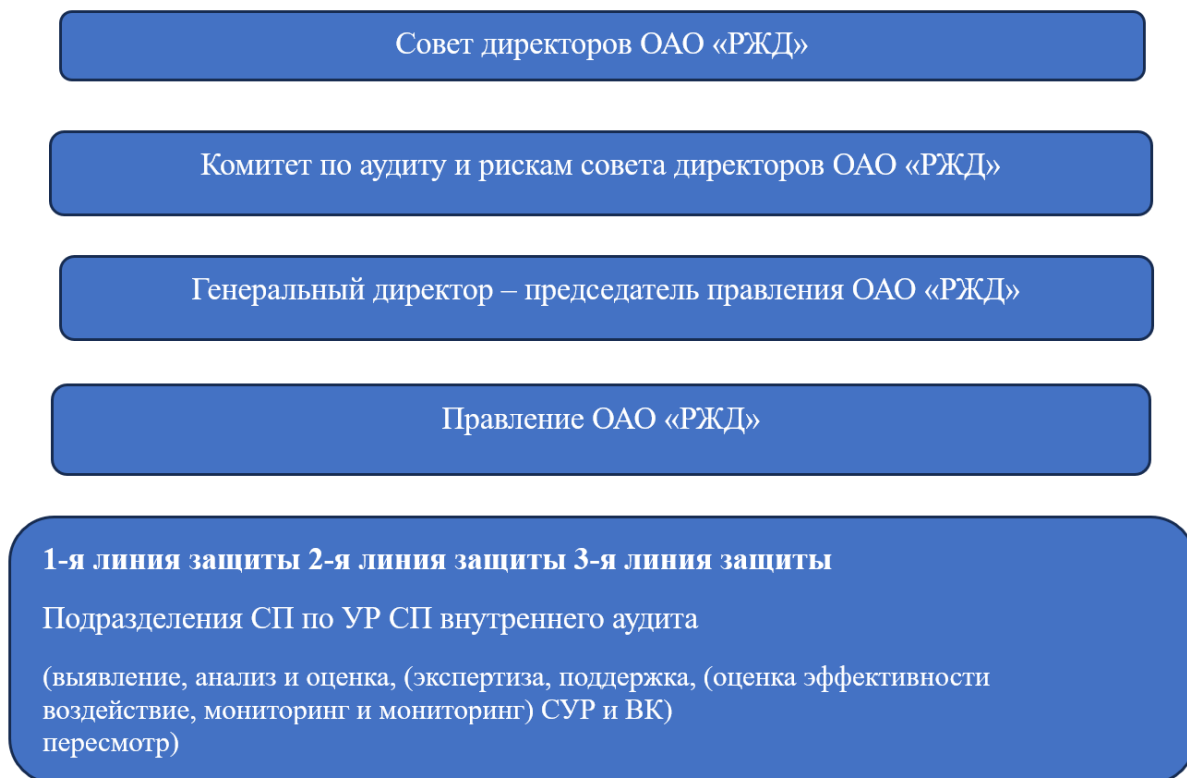 Совет директоров ОАО «РЖД»
Комитет по аудиту и рискам совета директоров ОАО «РЖД»
Генеральный директор – председатель правления ОАО «РЖД»
Правление ОАО «РЖД»
1-я линия защиты 2-я линия защиты 3-я линия защиты
Подразделения СП по УР СП внутреннего аудита
(выявление, анализ и оценка, (экспертиза, поддержка, (оценка эффективности
воздействие, мониторинг и мониторинг) СУР и ВК)
пересмотр)